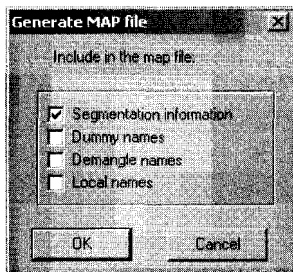 Generate MAP file
Include in the map file:
Segmentation information
Dummy names
Demangle names
Local names
OK
Cancel